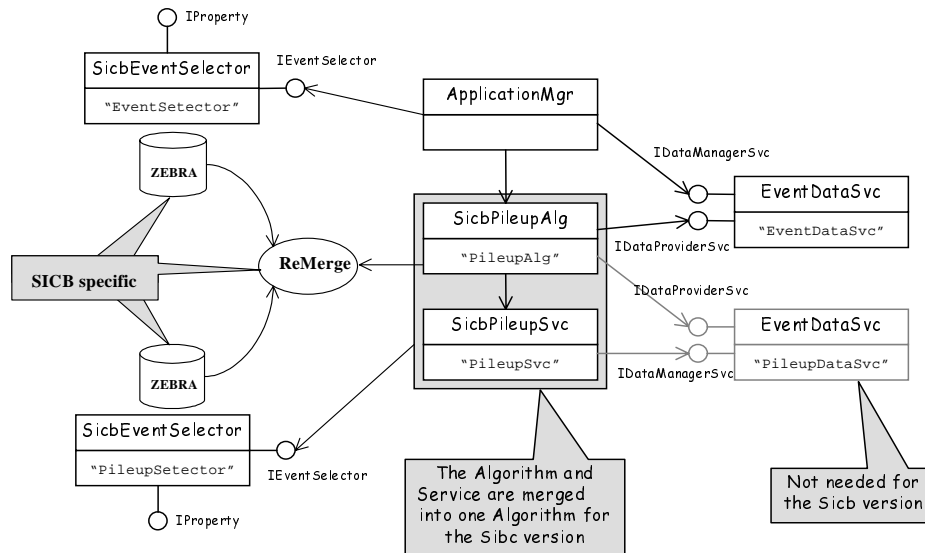 IProperty
SicbEventSelector
"EventSetector"
IEventSelector
ApplicationMgr
ZEBRA
IDataManagerSvc
EventDataSvc
"EventDataSvc"
SicbPileupAlg
"PileupAlg"
IDataProviderSvc
ReMerge
SICB specific
IDataProviderSvc
SicbPileupSvc
"PileupSvc"
EventDataSvc
"PileupDataSvc"
IDataManagerSvc
ZEBRA
SicbEventSelector
"PileupSetector"
IEventSelector
IProperty
The Algorithm and
Service are merged
into one Algorithm for
the Sibc version
Not needed for
the Sicb version